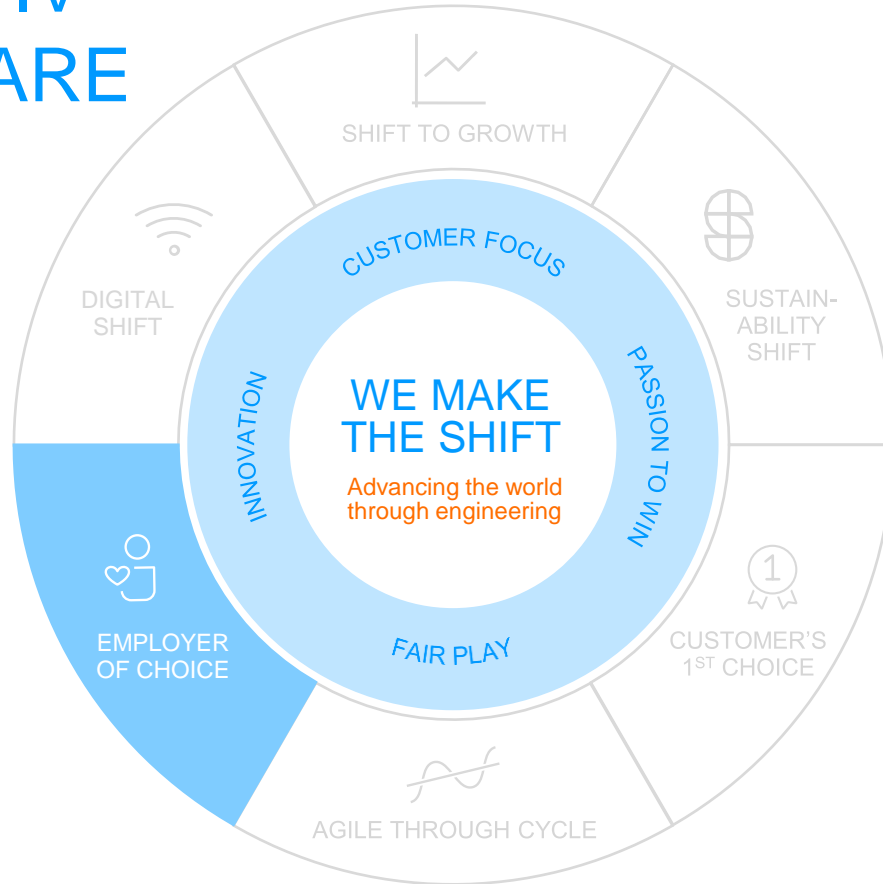 ARE
SHIFT TO GROWTH
DIGITAL
SHIFT
SUSTAIN-
ABILITY
SHIFT
CUSTOMER FOCUS
PASSION TO WIN
INNOVATION
FAIR PLAY
WE MAKE
THE SHIFT
Advancing the world
through engineering
EMPLOYER
OF CHOICE
1
CUSTOMER'S
1ST CHOICE
AGILE THROUGH CYCLE